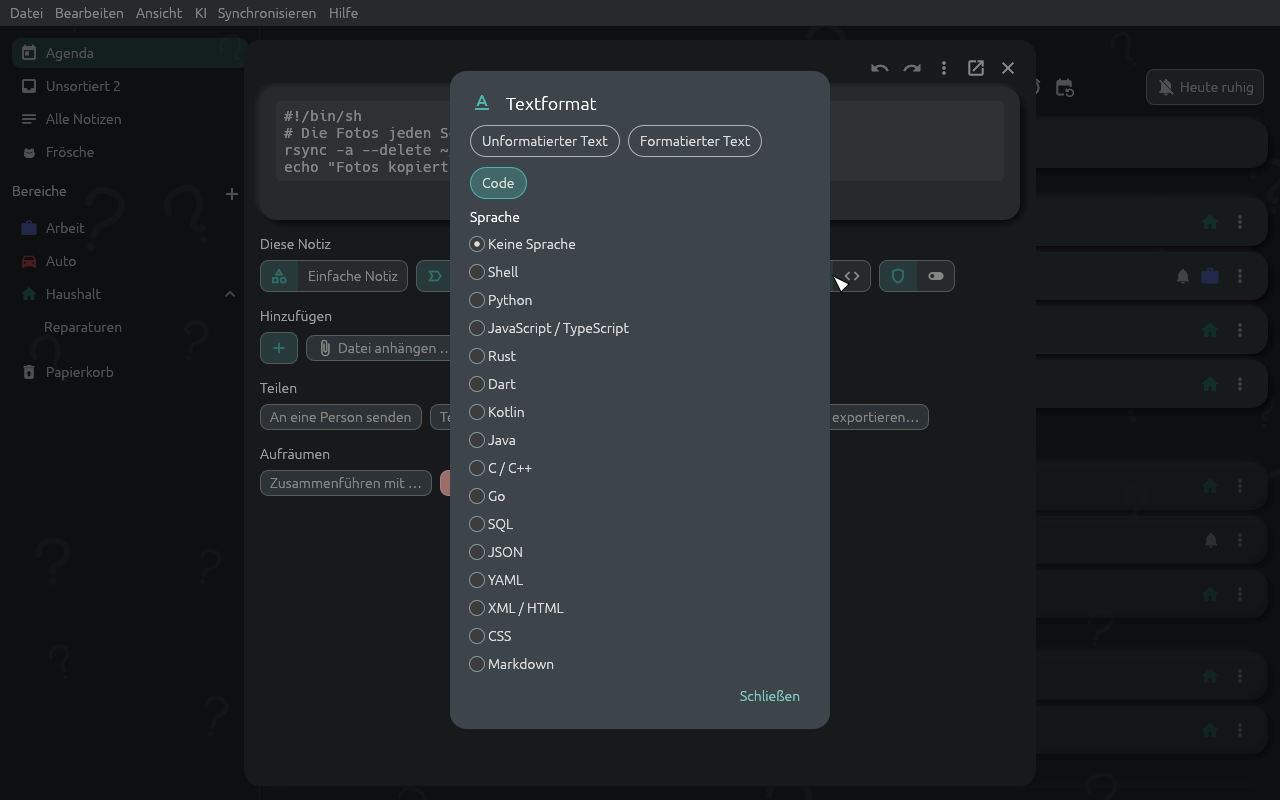 Datei Bearbeiten Ansicht KI Synchronisieren Hilfe
Agenda
Unsortiert 2
Alle Notizen
Frösche
Bereiche
Arbeit
Auto
Haushalt
Reparaturen
Papierkorb
Heute ruhig
#!/bin/sh
# Die Fotos jeden
rsync -a --delete
echo "Fotos kopiert
Diese Notiz
Einfache Notiz
Hinzufügen
Datei anhängen ..
Teilen
An eine Person senden
exportieren…
Aufräumen
Zusammenführen mit …
Textformat
Unformatierter Text
Formatierter Text
Code
Sprache
Keine Sprache
Shell
Python
JavaScript / TypeScript
Rust
Dart
Kotlin
Java
C / C++
Go
SQL
JSON
YAML
XML / HTML
CSS
Markdown
Schließen